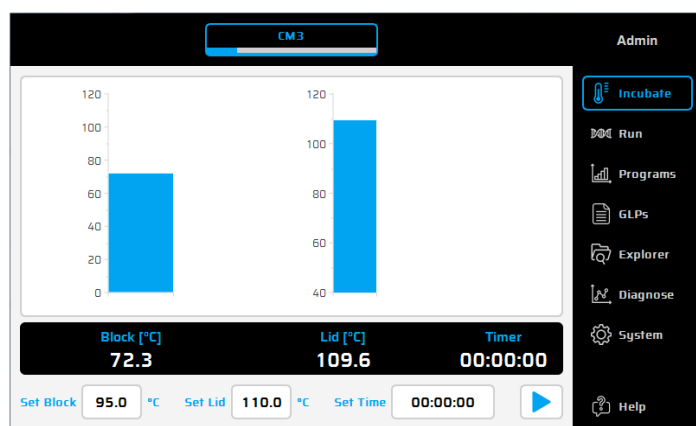 CM3
Admin
120
100
80
60
40
20
0
120
100
80
60
40
Incubate
Run
Programs
GLPs
Explorer
Diagnose
System
Help
Block [°C]
Lid [°C]
Timer
72.3
109.6
00:00:00
Set Block 95.0 °C Set Lid 110.0 °C Set Time 00:00:00